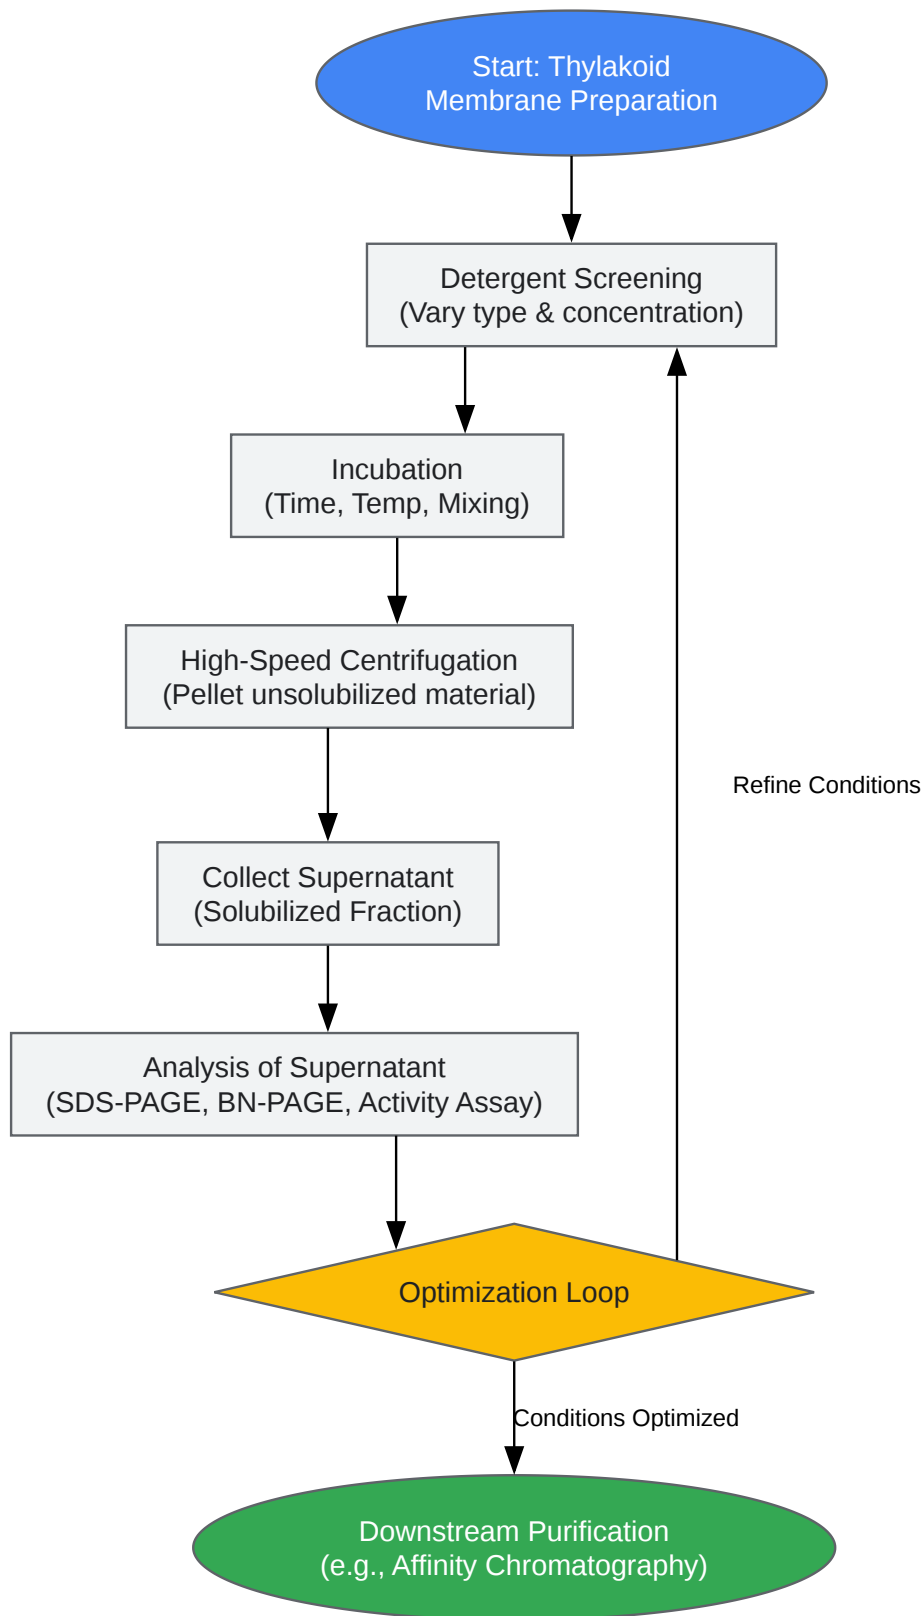 Start: Thylakoid
Membrane Preparation
Detergent Screening
(Vary type & concentration)
Incubation
(Time, Temp, Mixing)
High-Speed Centrifugation
(Pellet unsolubilized material)
Refine Conditions
Collect Supernatant
(Solubilized Fraction)
Analysis of Supernatant
(SDS-PAGE, BN-PAGE, Activity Assay)
Optimization Loop
Conditions Optimized
Downstream Purification
(e.g., Affinity Chromatography)